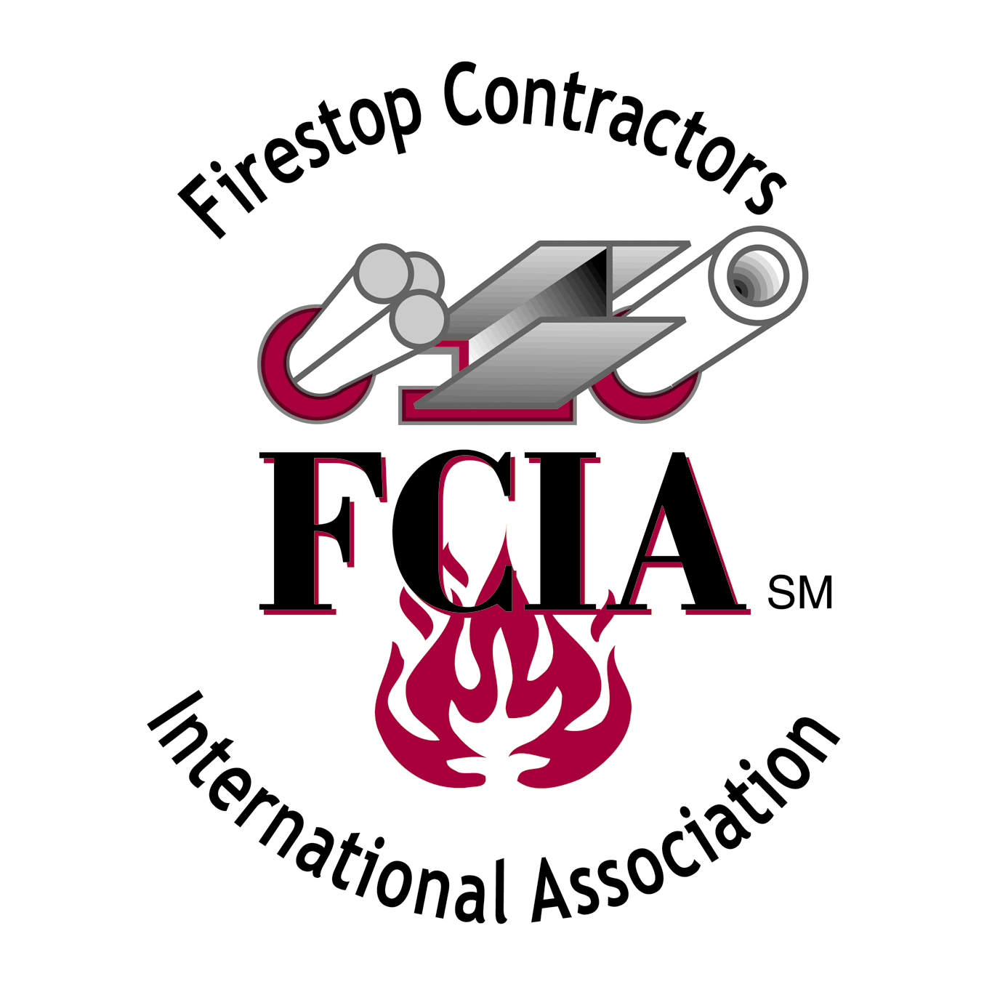 Firestop Contractors
FCIA SM
International Association